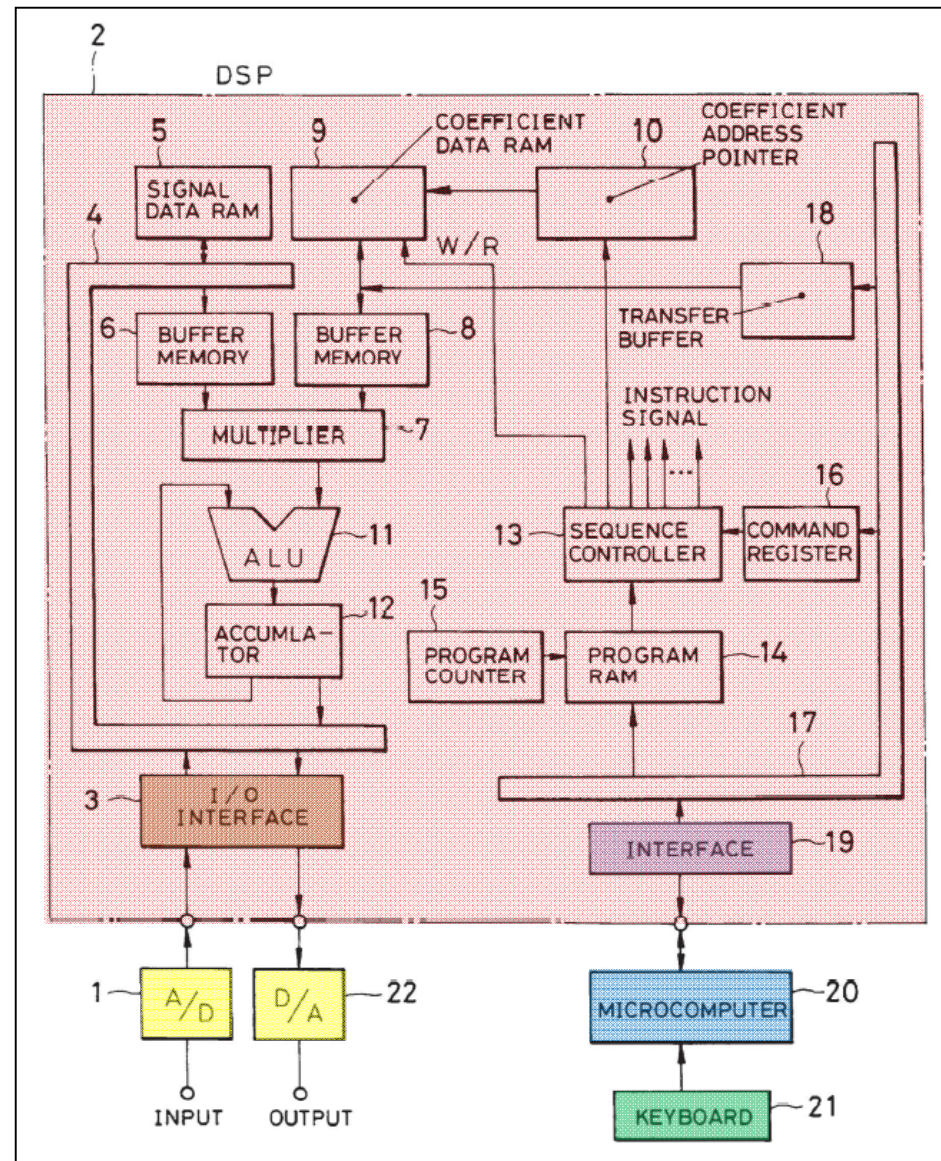 2
DSP
5
9
COEFFICIENT
DATA RAM
10
COEFFICIENT
ADDRESS
POINTER
SIGNAL
DATA RAM
4
W/R
18
6
BUFFER
MEMORY
BUFFER
MEMORY
8
TRANSFER
BUFFER
MULTIPLIER
7
INSTRUCTION
SIGNAL
...
16
ALU
11
13
SEQUENCE
CONTROLLER
COMMAND
REGISTER
12
ACCUMLA-
TOR
15
PROGRAM
COUNTER
PROGRAM
RAM
14
17
3
I/O
INTERFACE
INTERFACE
19
1
A/D
D/A
22
MICROCOMPUTER
20
INPUT
OUTPUT
KEYBOARD
21